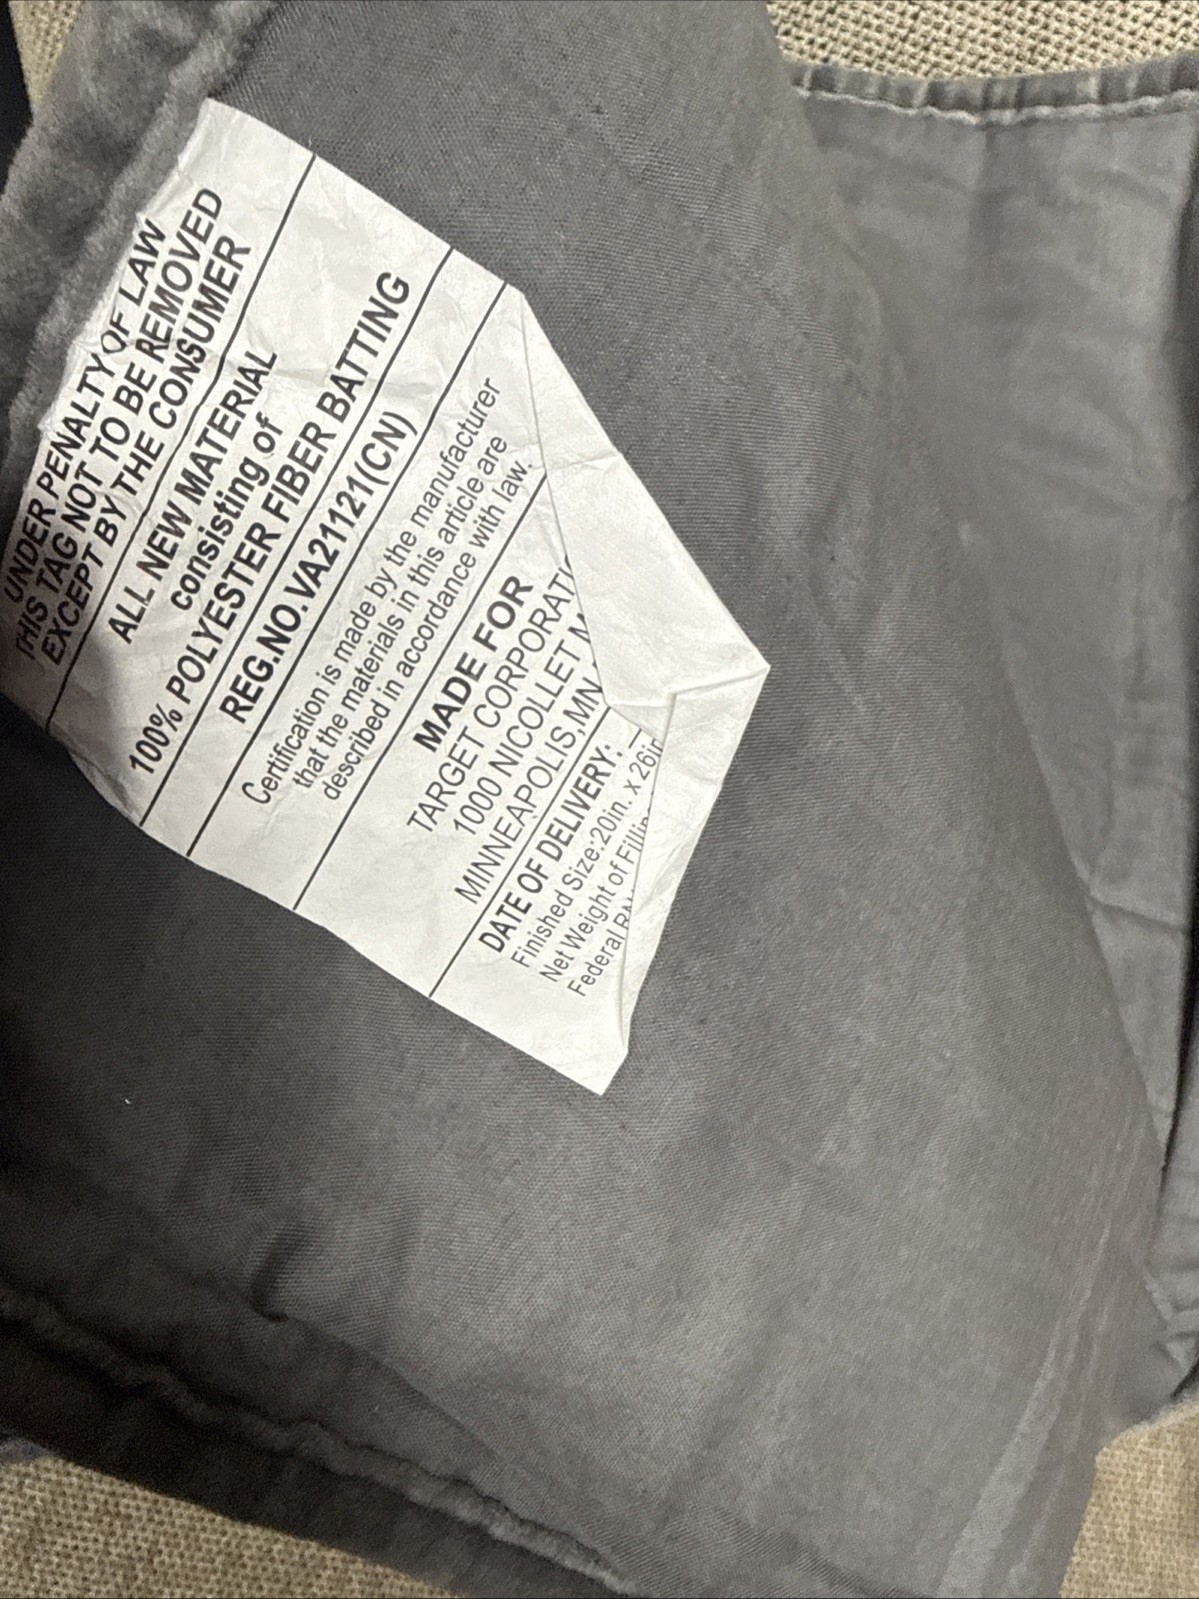 UNDER PENALTY OF LAW
THIS TAG NOT TO BE REMOVED
EXCEPT BY THE CONSUMER
ALL NEW MATERIAL
consisting of
100% POLYESTER FIBER BATTING
REG.NO.VA21121(CN)
Certification is made by the manufacturer
that the materials in this article are
described in accordance with law.
MADE FOR
TARGET CORPORATI
1000 NICOLLET
MINNEAPOLIS,MN
DATE OF DELIVERY:
Finished Size:20in. x 26in
Net Weight of
Federal